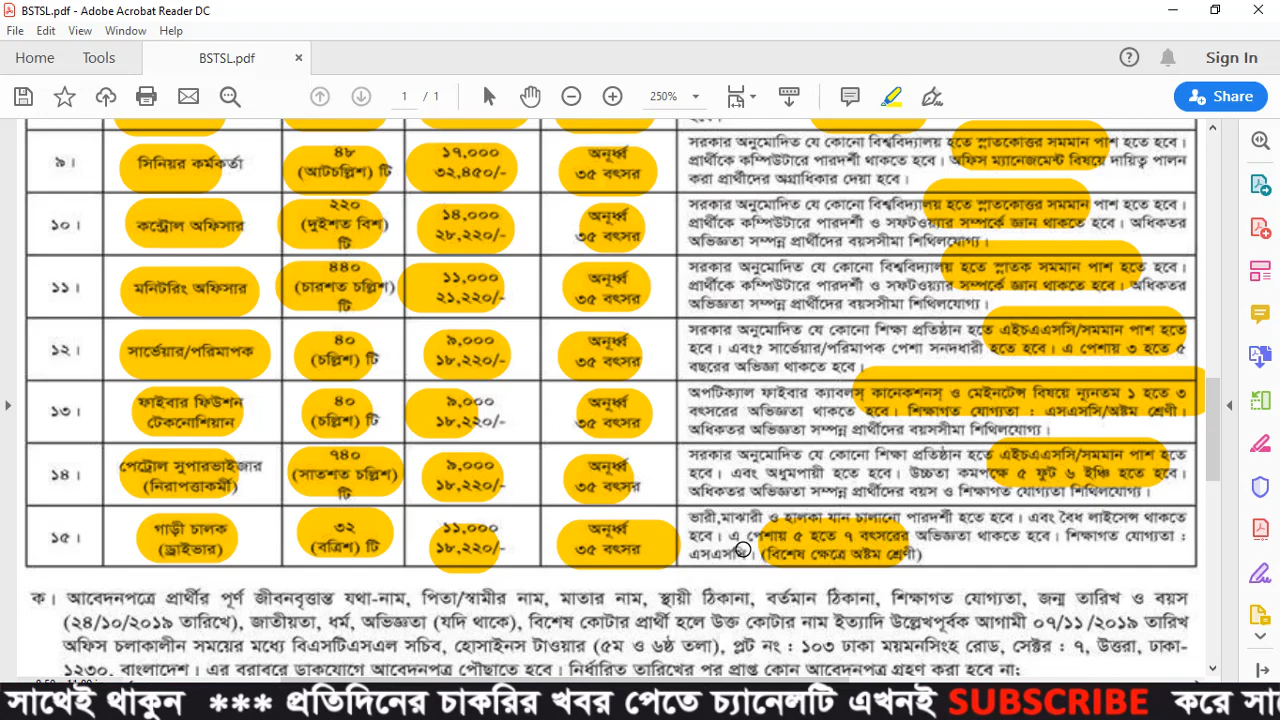 BSTSL.pdf - Adobe Acrobat Reader DC
File Edit View Window Help
Home Tools BSTSL.pdf × Sign In
1 / 1 250% Share
৯। সিনিয়র কর্মকর্তা ৪৮ (আটচল্লিশ) টি ১৭,০০০ ৩২,৪৫০/- অনূর্ধ্ব ৩৫ বৎসর
সরকার অনুমোদিত যে কোনো বিশ্ববিদ্যালয় হতে স্নাতকোত্তর সমমান পাশ হতে হবে।
প্রার্থীকে কম্পিউটারে পারদর্শী থাকতে হবে। অফিস ম্যানেজমেন্ট বিষয়ে দায়িত্ব পালন
করা প্রার্থীদের অগ্রাধিকার দেয়া হবে।
১০। কন্ট্রোল অফিসার ২২০ (দুইশত বিশ) টি ১৪,০০০ ২৮,২২০/- অনূর্ধ্ব ৩৫ বৎসর
সরকার অনুমোদিত যে কোনো বিশ্ববিদ্যালয় হতে স্নাতকোত্তর সমমান পাশ হতে হবে।
প্রার্থীকে কম্পিউটারে পারদর্শী ও সফটওয়্যার সম্পর্কে জ্ঞান থাকতে হবে। অধিকতর
অভিজ্ঞতা সম্পন্ন প্রার্থীদের বয়সসীমা শিথিলযোগ্য।
১১। মনিটরিং অফিসার ৪৪০ (চারশত চল্লিশ) টি ১১,০০০ ২১,২২০/- অনূর্ধ্ব ৩৫ বৎসর
সরকার অনুমোদিত যে কোনো বিশ্ববিদ্যালয় হতে স্নাতক সমমান পাশ হতে হবে।
প্রার্থীকে কম্পিউটারে পারদর্শী ও সফটওয়্যার সম্পর্কে জ্ঞান থাকতে হবে। অধিকতর
অভিজ্ঞতা সম্পন্ন প্রার্থীদের বয়সসীমা শিথিলযোগ্য।
১২। সার্ভেয়ার/পরিমাপক ৪০ (চল্লিশ) টি ৯,০০০ ১৮,২২০/- অনূর্ধ্ব ৩৫ বৎসর
সরকার অনুমোদিত যে কোনো শিক্ষা প্রতিষ্ঠান হতে এইচএএসসি/সমমান পাশ হতে
হবে। এবং? সার্ভেয়ার/পরিমাপক পেশা সনদধারী হতে হবে। এ পেশায় ৩ হতে ৫
বছরের অভিজ্ঞা থাকতে হবে।
১৩। ফাইবার ফিউশন টেকনোশিয়ান ৪০ (চল্লিশ) টি ৯,০০০ ১৮,২২০/- অনূর্ধ্ব ৩৫ বৎসর
অপটিক্যাল ফাইবার ক্যাবলস্ কানেকশনস্ ও মেইনটেন্স বিষয়ে ন্যুনতম ১ হতে ৩
বৎসরের অভিজ্ঞতা থাকতে হবে। শিক্ষাগত যোগ্যতা : এসএসসি/অষ্টম শ্রেণী।
অধিকতর অভিজ্ঞতা সম্পন্ন প্রার্থীদের বয়সসীমা শিথিলযোগ্য।
১৪। পেট্রোল সুপারভাইজার (নিরাপত্তাকর্মী) ৭৪০ (সাতশত চল্লিশ) টি ৯,০০০ ১৮,২২০/- অনূর্ধ্ব ৩৫ বৎসর
সরকার অনুমোদিত যে কোনো শিক্ষা প্রতিষ্ঠান হতে এইচএএসসি/সমমান পাশ হতে
হবে। এবং অধুমপায়ী হতে হবে। উচ্চতা কমপক্ষে ৫ ফুট ৬ ইঞ্চি হতে হবে।
অধিকতর অভিজ্ঞতা সম্পন্ন প্রার্থীদের বয়স ও শিক্ষাগত যোগ্যতা শিথিলযোগ্য।
১৫। গাড়ী চালক (ড্রাইভার) ৩২ (বত্রিশ) টি ১১,০০০ ১৮,২২০/- অনূর্ধ্ব ৩৫ বৎসর
ভারী,মাঝারী ও হালকা যান চালানো পারদর্শী হতে হবে। এবং বৈধ লাইসেন্স থাকতে
হবে। এ পেশায় ৫ হতে ৭ বৎসরের অভিজ্ঞতা থাকতে হবে। শিক্ষাগত যোগ্যতা :
এসএসসি। (বিশেষ ক্ষেত্রে অষ্টম শ্রেণী)
ক। আবেদনপত্রে প্রার্থীর পূর্ণ জীবনবৃত্তান্ত যথা-নাম, পিতা/স্বামীর নাম, মাতার নাম, স্থায়ী ঠিকানা, বর্তমান ঠিকানা, শিক্ষাগত যোগ্যতা, জন্ম তারিখ ও বয়স
(২৪/১০/২০১৯ তারিখে), জাতীয়তা, ধর্ম, অভিজ্ঞতা (যদি থাকে), বিশেষ কোটার প্রার্থী হলে উক্ত কোটার নাম ইত্যাদি উল্লেখপূর্বক আগামী ০৭/১১/২০১৯ তারিখ
অফিস চলাকালীন সময়ের মধ্যে বিএসটিএসএল সচিব, হোসাইনস টাওয়ার (৫ম ও ৬ষ্ঠ তলা), প্লট নং : ১০৩ ঢাকা ময়মনসিংহ রোড, সেক্টর : ৭, উত্তরা, ঢাকা-
১২৩০, বাংলাদেশ। এর বরাবরে ডাকযোগে আবেদনপত্র পৌছাতে হবে। নির্ধারিত তারিখের পর প্রাপ্ত কোন আবেদনপত্র গ্রহণ করা হবে না;
সাথেই থাকুন *** প্রতিদিনের চাকরির খবর পেতে চ্যানেলটি এখনই SUBSCRIBE করে সা